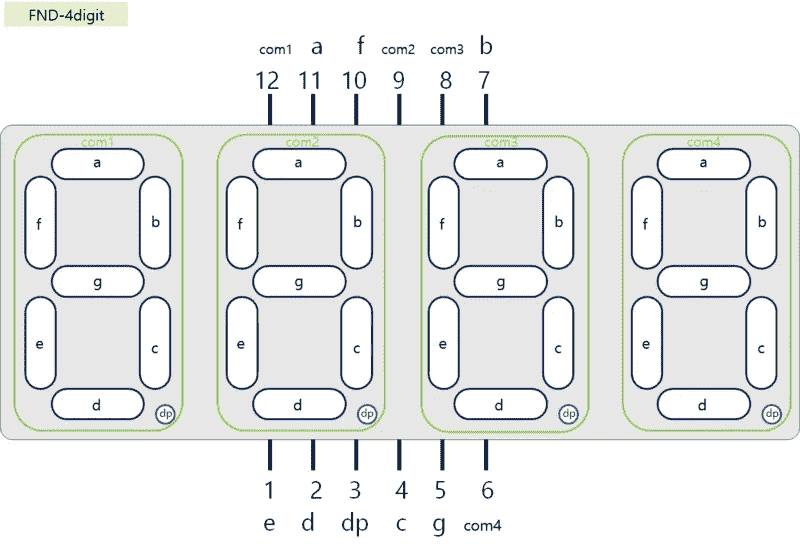 FND-4digit
com1 a f com2 com3 b
12 11 10 9 8 7
com1 com2 com3 com4
a a a a
f b f b f b f b
g g g g
e c e c e c e c
d d d d
dp dp dp dp
1 2 3 4 5 6
e d dp c g com4